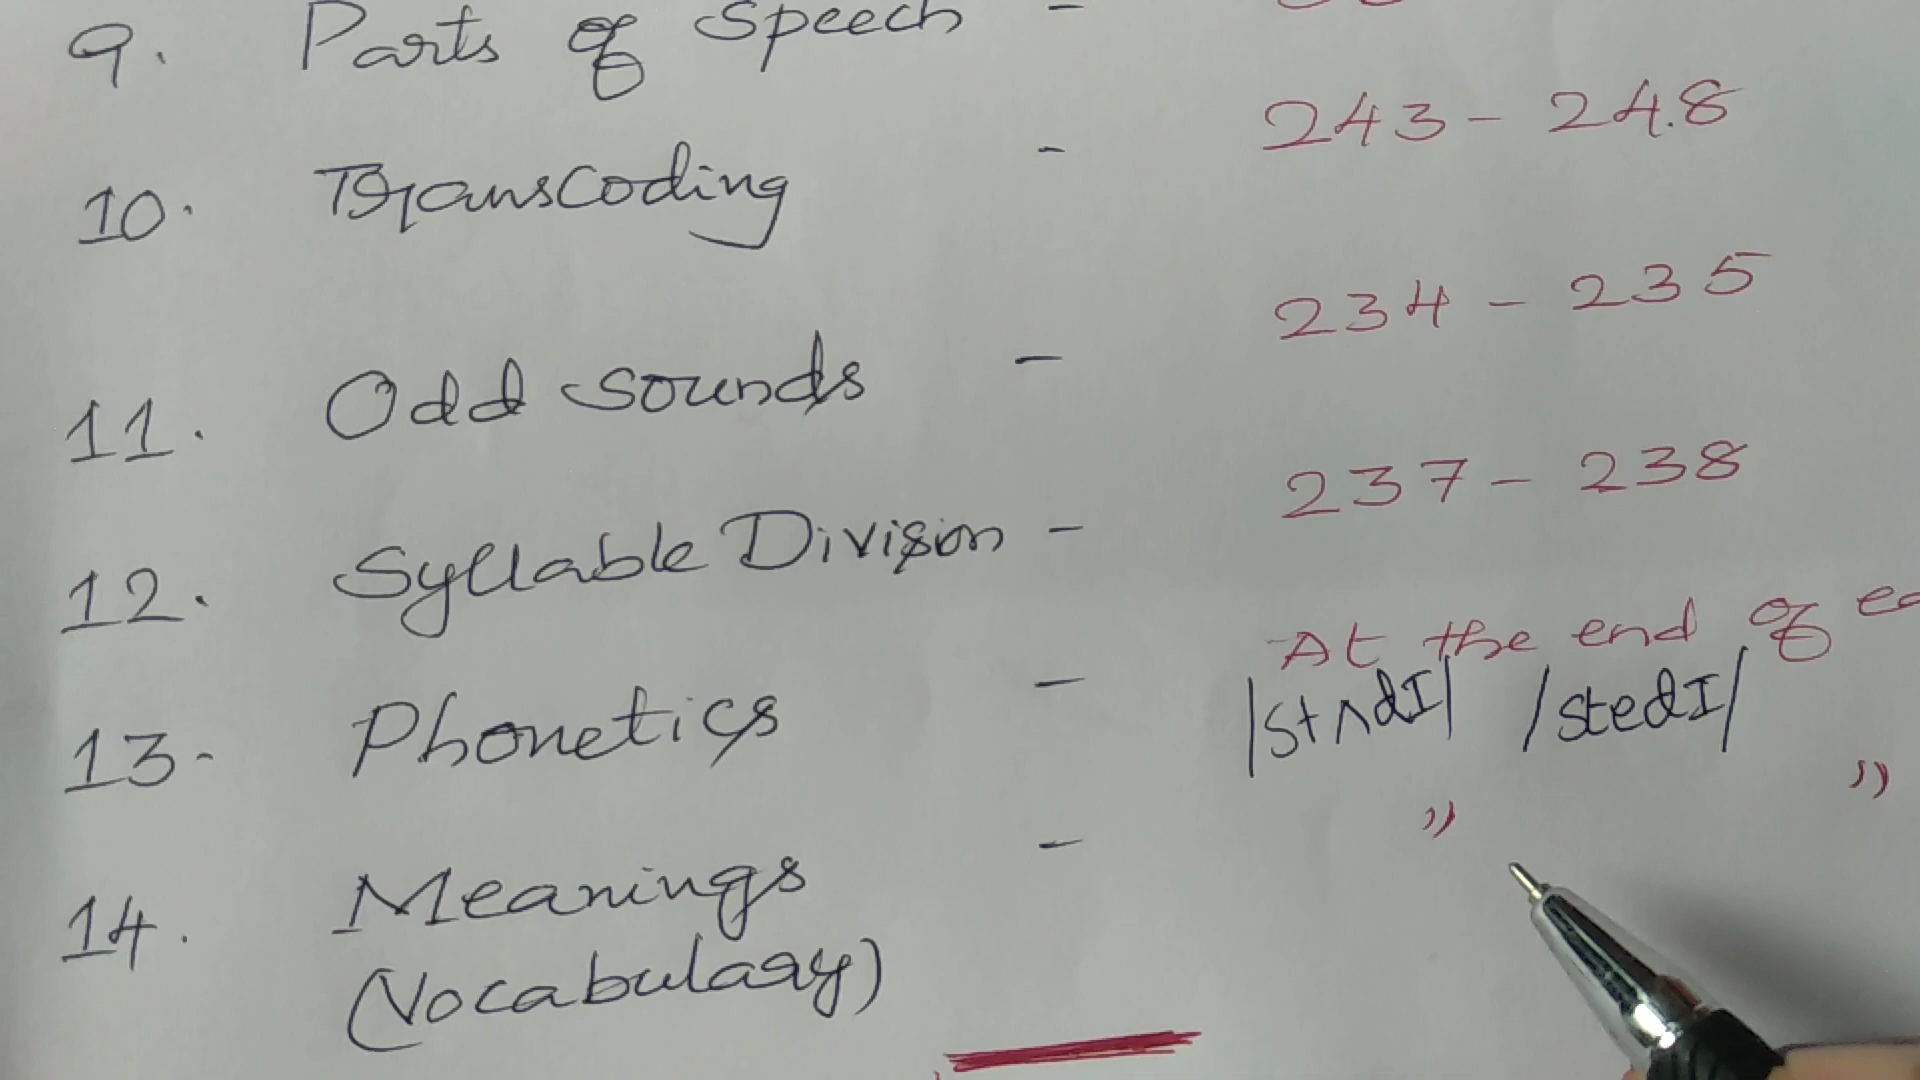 9. Parts of Speech -
10. Transcoding - 243 - 248
11. Odd Sounds - 234 - 235
12. Syllable Division - 237 - 238
13. Phonetics - At the end of
/stʌdI/ /stedI/
14. Meanings - " "
(Vocabulary)